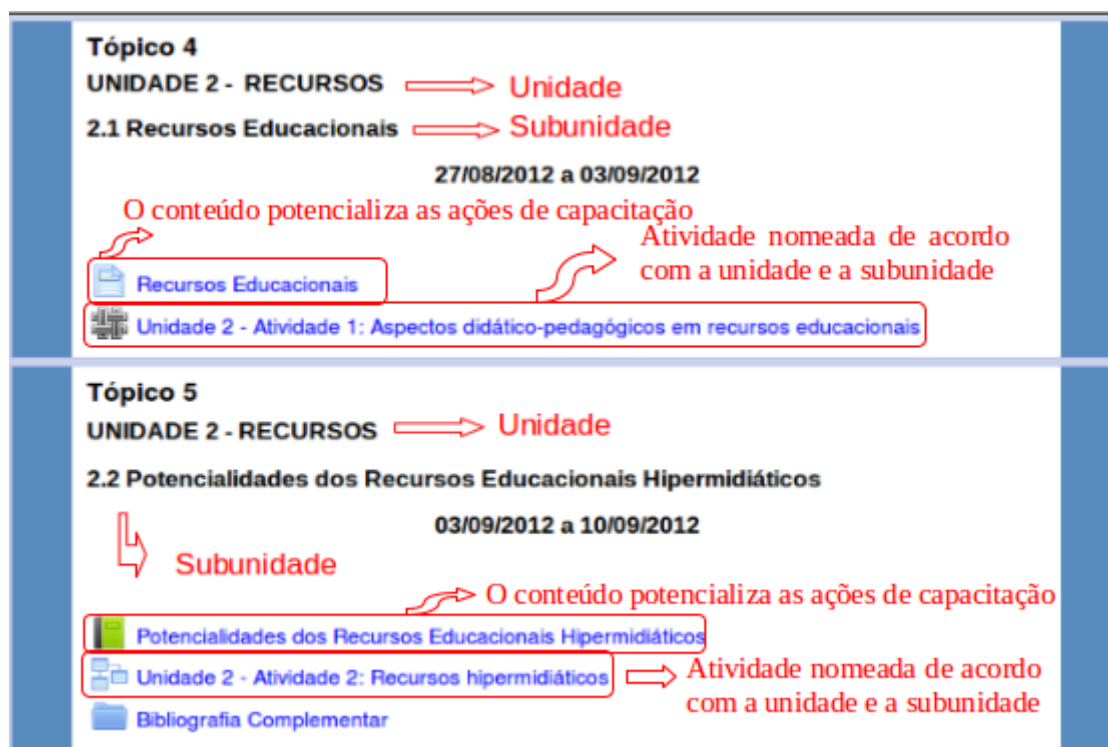 Tópico 4
UNIDADE 2 - RECURSOS Unidade
2.1 Recursos Educacionais Subunidade
27/08/2012 a 03/09/2012
O conteúdo potencializa as ações de capacitação
Atividade nomeada de acordo
com a unidade e a subunidade
Recursos Educacionais
Unidade 2 - Atividade 1: Aspectos didático-pedagógicos em recursos educacionais
Tópico 5
UNIDADE 2 - RECURSOS Unidade
2.2 Potencialidades dos Recursos Educacionais Hipermidiáticos
03/09/2012 a 10/09/2012
Subunidade
O conteúdo potencializa as ações de capacitação
Potencialidades dos Recursos Educacionais Hipermidiáticos
Unidade 2 - Atividade 2: Recursos hipermidiáticos
Atividade nomeada de acordo
com a unidade e a subunidade
Bibliografia Complementar